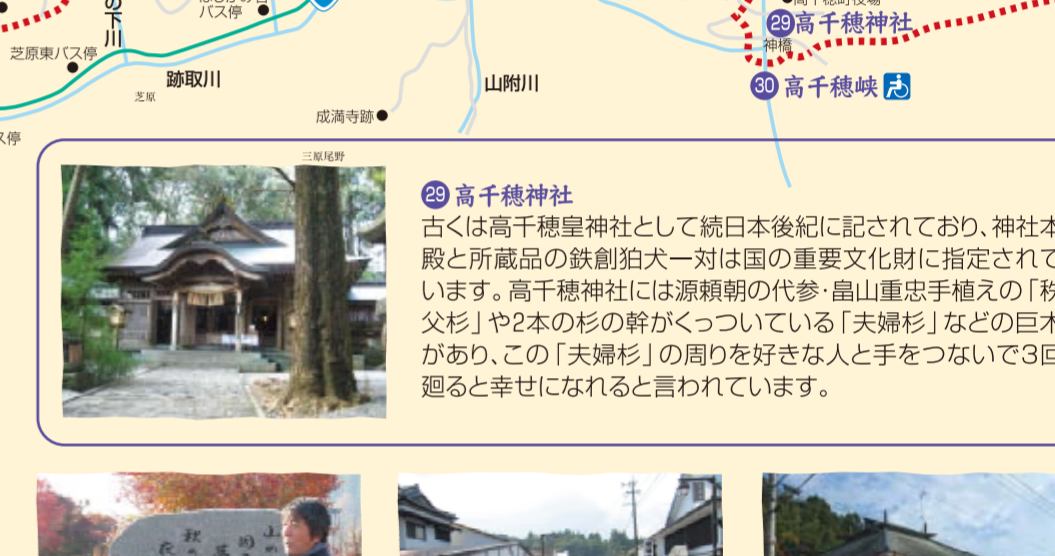 バス停
高千穂町役場
の下川
㉙高千穂神社
芝原東バス停
神橋
跡取川
山附川
㉚高千穂峡
芝原
成満寺跡
ス停
三原尾野
㉙高千穂神社
古くは高千穂皇神社として続日本後紀に記されており、神社本
殿と所蔵品の鉄創狛犬一対は国の重要文化財に指定されて
います。高千穂神社には源頼朝の代参・畠山重忠手植えの「秩
父杉」や2本の杉の幹がくっついている「夫婦杉」などの巨木
があり、この「夫婦杉」の周りを好きな人と手をつないで3回
廻ると幸せになれると言われています。